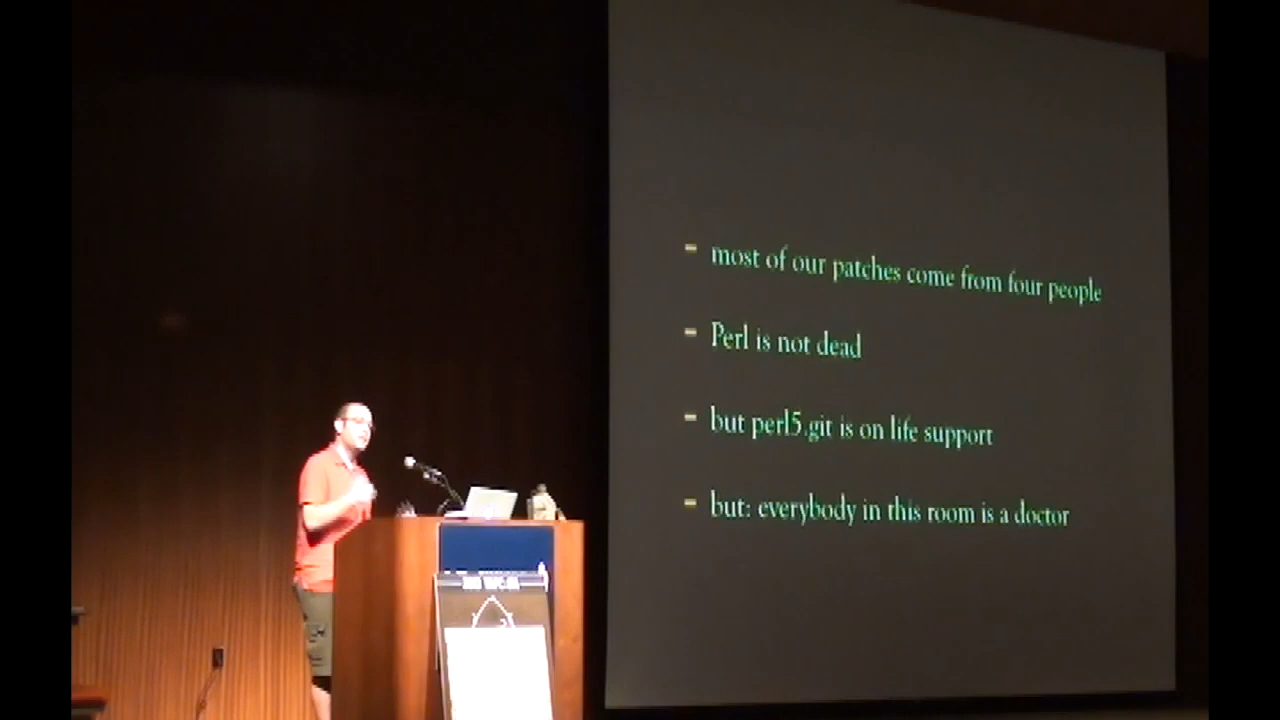 most of our patches come from four people
Perl is not dead
but perl5.git is on life support
but: everybody in this room is a doctor